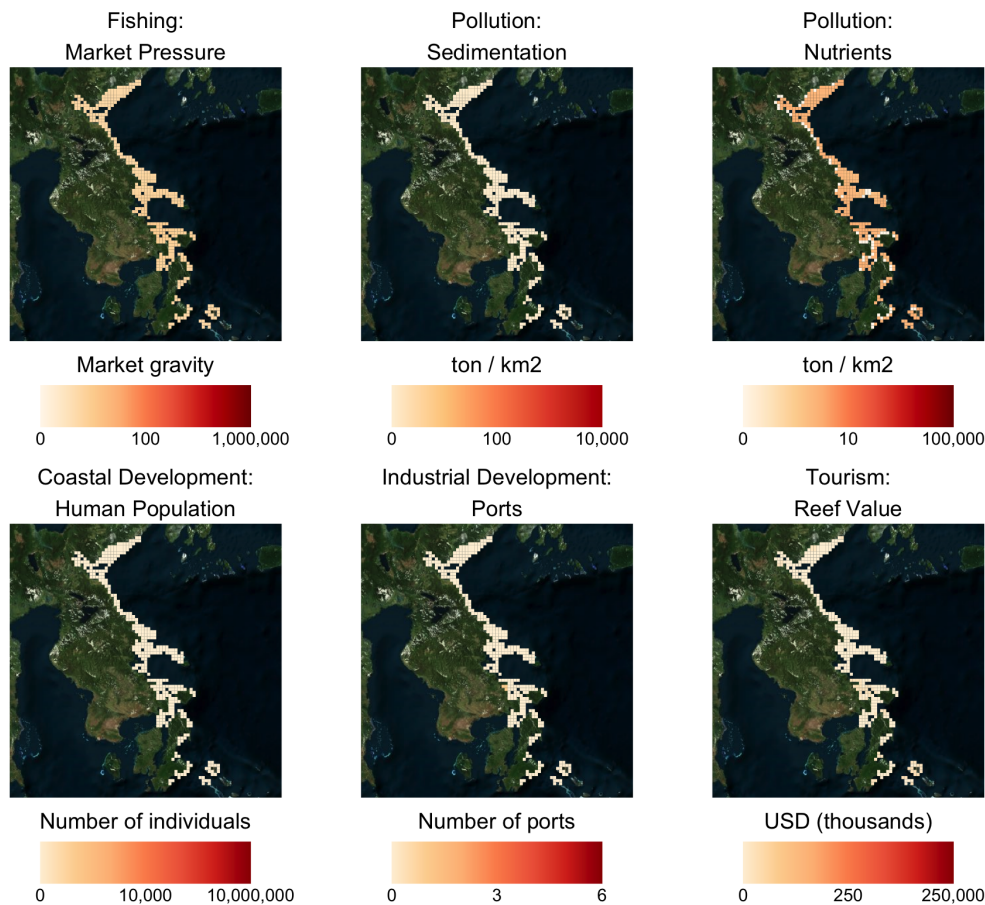 Fishing:
Market Pressure
Pollution:
Sedimentation
Pollution:
Nutrients
Market gravity
0 100 1,000,000
ton / km2
0 100 10,000
ton / km2
0 10 100,000
Coastal Development:
Human Population
Industrial Development:
Ports
Tourism:
Reef Value
Number of individuals
0 10,000 10,000,000
Number of ports
0 3 6
USD (thousands)
0 250 250,000